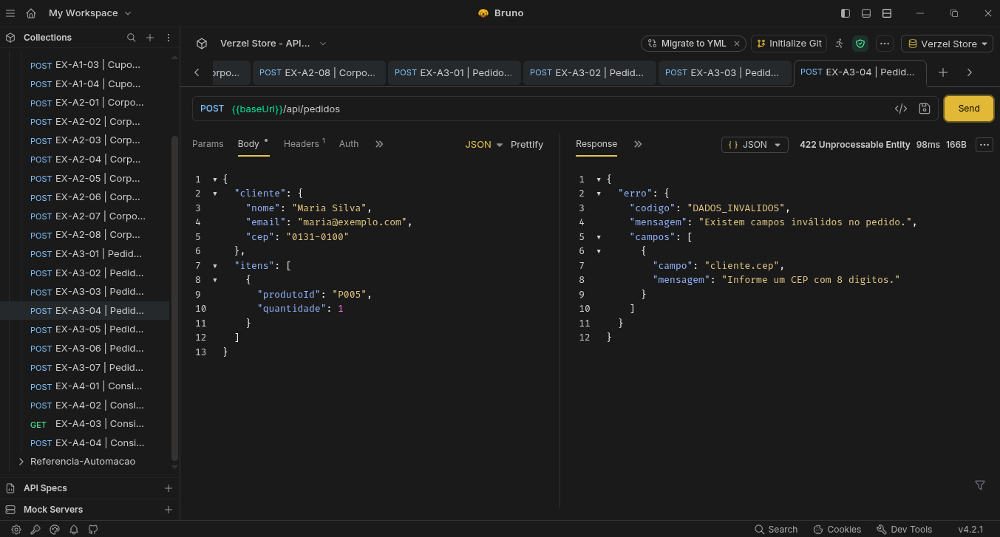 My Workspace
Bruno
Collections
Verzel Store - API...
Migrate to YML
Initialize Git
Verzel Store
POST EX-A1-03 | Cupo...
POST EX-A1-04 | Cupo...
POST EX-A2-01 | Corpo...
POST EX-A2-02 | Corp...
POST EX-A2-03 | Corp...
POST EX-A2-04 | Corp...
POST EX-A2-05 | Corp...
POST EX-A2-06 | Corp...
POST EX-A2-07 | Corpo...
POST EX-A2-08 | Corp...
POST EX-A3-01 | Pedid...
POST EX-A3-02 | Pedid...
POST EX-A3-03 | Pedid...
POST EX-A3-04 | Pedid...
POST EX-A3-05 | Pedid...
POST EX-A3-06 | Pedid...
POST EX-A3-07 | Pedid...
POST EX-A4-01 | Consi...
POST EX-A4-02 | Consi...
GET EX-A4-03 | Consi...
POST EX-A4-04 | Consi...
Referencia-Automacao
API Specs
Mock Servers
orpo...
POST EX-A2-08 | Corpo...
POST EX-A3-01 | Pedido...
POST EX-A3-02 | Pedid...
POST EX-A3-03 | Pedid...
POST EX-A3-04 | Pedid...
POST {{baseUrl}}/api/pedidos
Send
Params Body Headers 1 Auth JSON Prettify
1 {
2 "cliente": {
3 "nome": "Maria Silva",
4 "email": "maria@exemplo.com",
5 "cep": "0131-0100"
6 },
7 "itens": [
8 {
9 "produtoId": "P005",
10 "quantidade": 1
11 }
12 ]
13 }
Response { } JSON 422 Unprocessable Entity 98ms 166B
1 {
2 "erro": {
3 "codigo": "DADOS_INVALIDOS",
4 "mensagem": "Existem campos inválidos no pedido.",
5 "campos": [
6 {
7 "campo": "cliente.cep",
8 "mensagem": "Informe um CEP com 8 dígitos."
9 }
10 ]
11 }
12 }
Search
Cookies
Dev Tools
v4.2.1